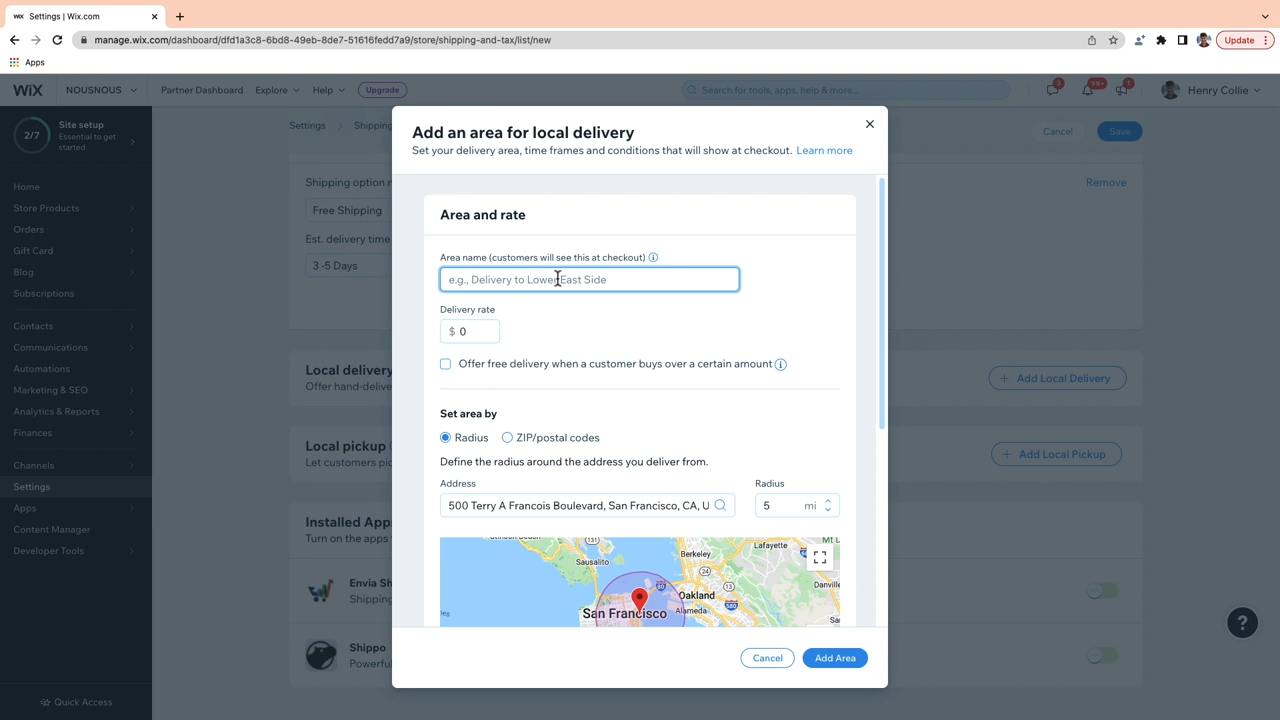 Settings | Wix.com
manage.wix.com/dashboard/dfd1a3c8-6bd8-49eb-8de7-51616fedd7a9/store/shipping-and-tax/list/new
Update
Apps
WiX
NOUSNOUS
Partner Dashboard
Explore
Help
Upgrade
Search for tools, apps, help & more...
99+
Henry Collie
2/7
Site setup
Essential to get
started
Home
Store Products
Orders
Gift Card
Blog
Subscriptions
Contacts
Communications
Automations
Marketing & SEO
Analytics & Reports
Finances
Channels
Settings
Apps
Content Manager
Developer Tools
Quick Access
Settings > Shipping
Cancel
Save
Shipping option n
Remove
Free Shipping
Est. delivery time
3 -5 Days
Local delivery
Offer hand-delive
+ Add Local Delivery
Local pickup
Let customers pic
+ Add Local Pickup
Installed Apps
Turn on the apps
Envia Sh
Shipping
Shippo
Powerful
Add an area for local delivery
Set your delivery area, time frames and conditions that will show at checkout. Learn more
Area and rate
Area name (customers will see this at checkout)
e.g., Delivery to Lower East Side
Delivery rate
$ 0
Offer free delivery when a customer buys over a certain amount
Set area by
Radius
ZIP/postal codes
Define the radius around the address you deliver from.
Address
Radius
500 Terry A Francois Boulevard, San Francisco, CA, U
5 mi
131
Sausalito
Berkeley
Lafayette
Mt D
24
13
80
Oakland
580
Danville
San Francisco
Alameda
Cancel
Add Area
?